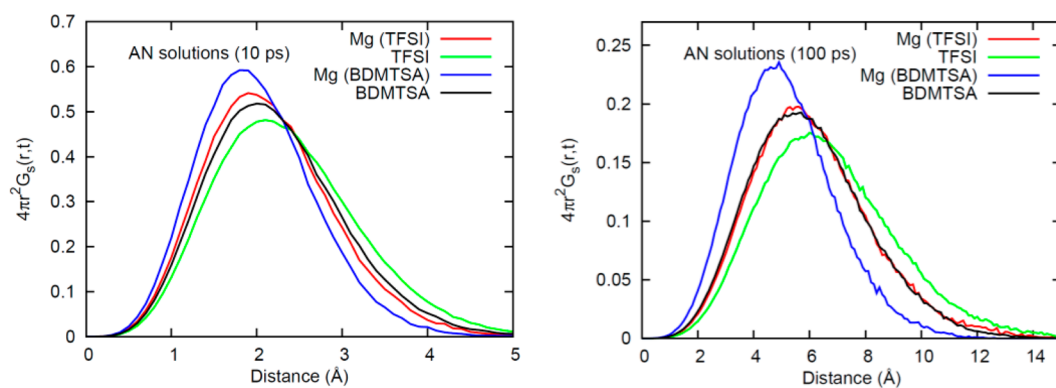 0.7
0.6
0.5
0.4
0.3
0.2
0.1
0
4πr²Gₛ(r,t)
AN solutions (10 ps)
Mg (TFSI)
TFSI
Mg (BDMTSA)
BDMTSA
0 1 2 3 4 5
Distance (Å)
0.25
0.2
0.15
0.1
0.05
0
4πr²Gₛ(r,t)
AN solutions (100 ps)
Mg (TFSI)
TFSI
Mg (BDMTSA)
BDMTSA
0 2 4 6 8 10 12 14
Distance (Å)